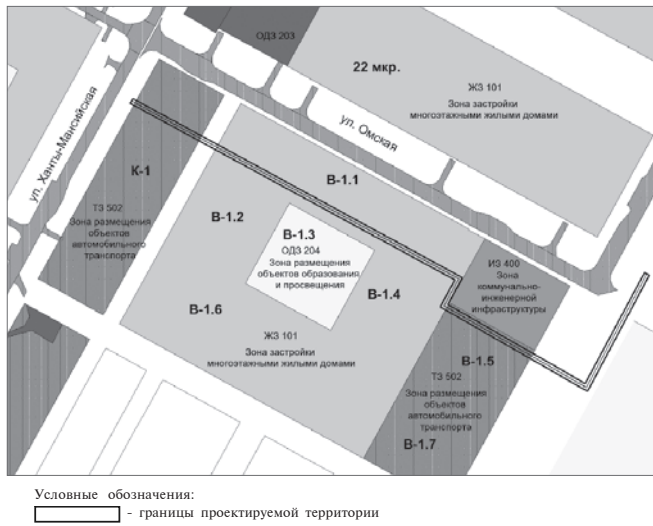 ОДЗ 203
22 мкр.
ЖЗ 101
Зона застройки
многоэтажными жилыми домами
ул. Омская
ул. Ханты-Мансийская
К-1
ТЗ 502
Зона размещения
объектов
автомобильного
транспорта
В-1.1
В-1.2
В-1.3
ОДЗ 204
Зона размещения
объектов образования
и просвещения
В-1.4
В-1.6
ЖЗ 101
Зона застройки
многоэтажными жилыми домами
ИЗ 400
Зона
коммунально-
инженерной
инфраструктуры
В-1.5
ТЗ 502
Зона размещения
объектов
автомобильного
транспорта
В-1.7
Условные обозначения:
- границы проектируемой территории